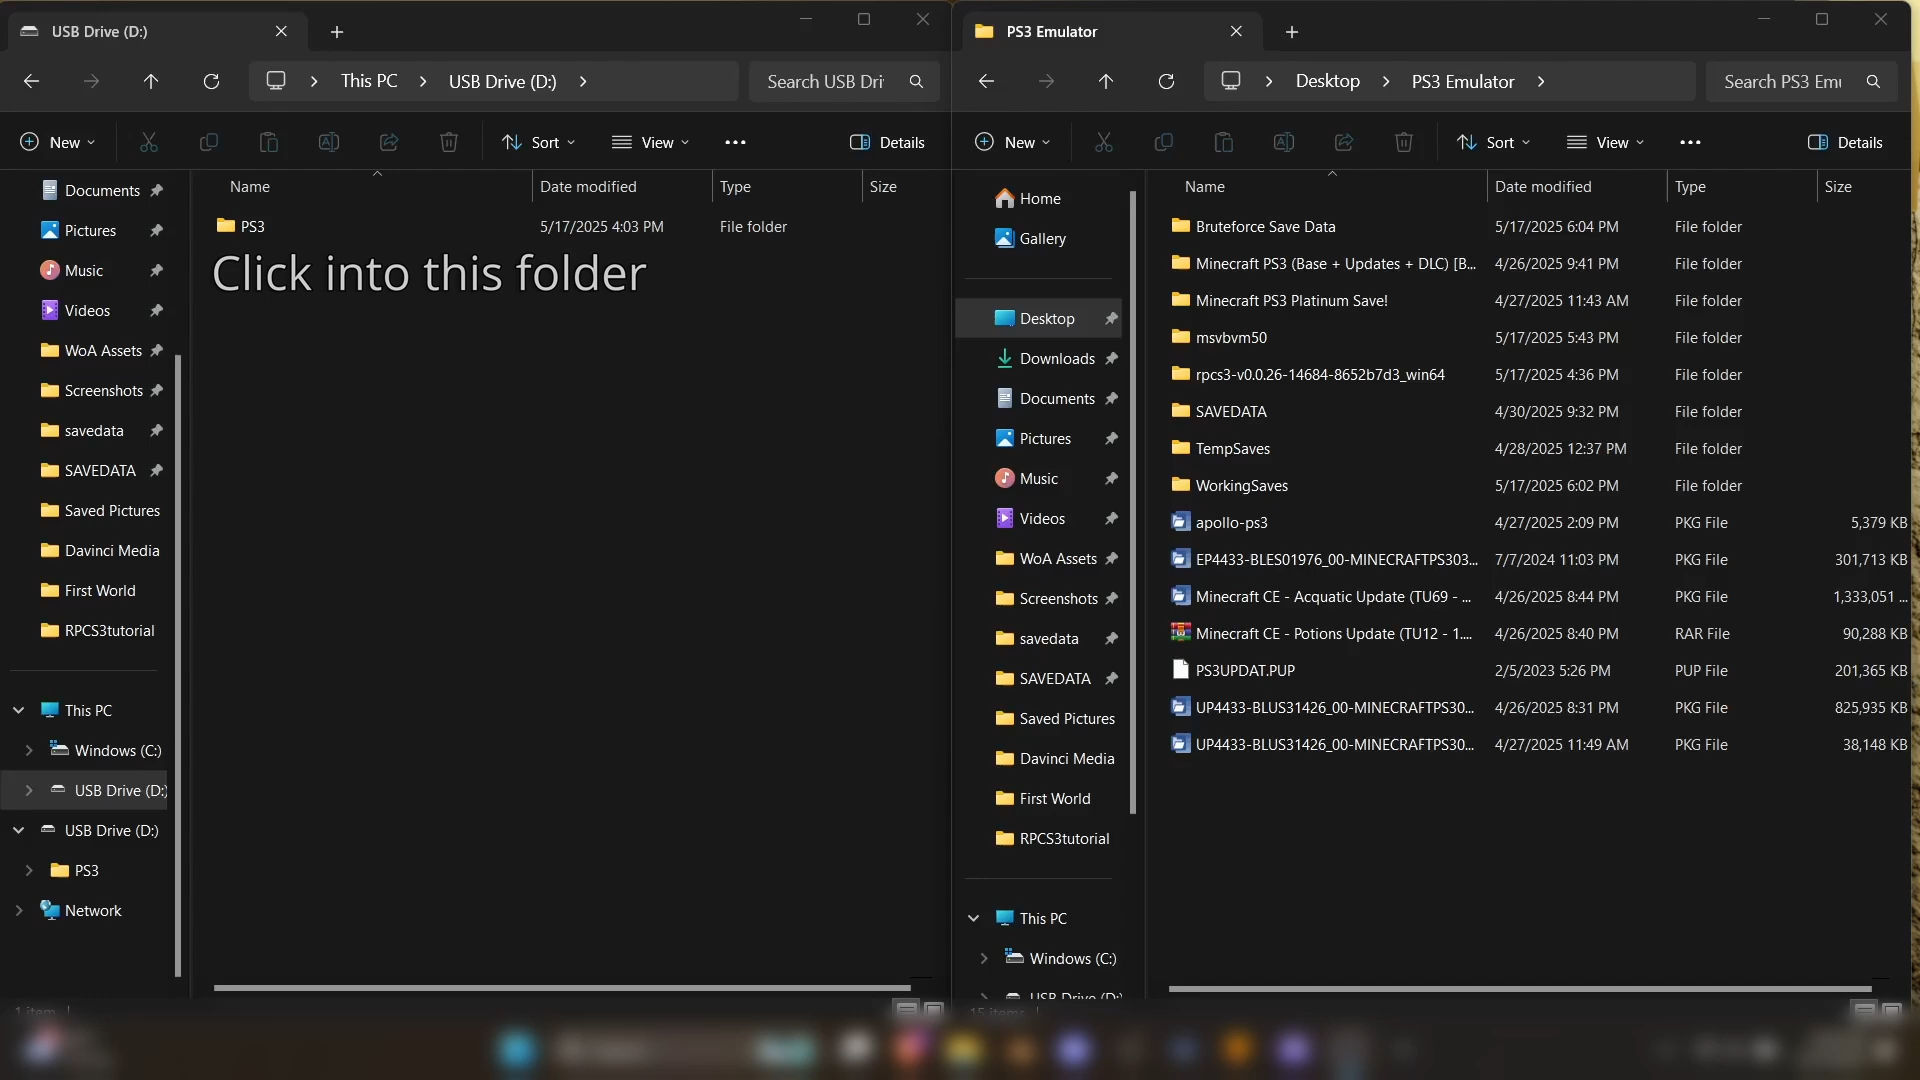 USB Drive (D:)
This PC > USB Drive (D:) >
Search USB Dri
New
Sort
View
Details
Documents
Pictures
Music
Videos
WoA Assets
Screenshots
savedata
SAVEDATA
Saved Pictures
Davinci Media
First World
RPCS3tutorial
This PC
Windows (C:)
USB Drive (D:)
USB Drive (D:)
PS3
Network
Name Date modified Type Size
PS3 5/17/2025 4:03 PM File folder
Click into this folder
1 item
PS3 Emulator
Desktop > PS3 Emulator >
Search PS3 Emu
New
Sort
View
Details
Home
Gallery
Desktop
Downloads
Documents
Pictures
Music
Videos
WoA Assets
Screenshots
savedata
SAVEDATA
Saved Pictures
Davinci Media
First World
RPCS3tutorial
This PC
Windows (C:)
USB Drive (D:)
Name Date modified Type Size
Bruteforce Save Data 5/17/2025 6:04 PM File folder
Minecraft PS3 (Base + Updates + DLC) [B... 4/26/2025 9:41 PM File folder
Minecraft PS3 Platinum Save! 4/27/2025 11:43 AM File folder
msvbvm50 5/17/2025 5:43 PM File folder
rpcs3-v0.0.26-14684-8652b7d3_win64 5/17/2025 4:36 PM File folder
SAVEDATA 4/30/2025 9:32 PM File folder
TempSaves 4/28/2025 12:37 PM File folder
WorkingSaves 5/17/2025 6:02 PM File folder
apollo-ps3 4/27/2025 2:09 PM PKG File 5,379 KB
EP4433-BLES01976_00-MINECRAFTPS303... 7/7/2024 11:03 PM PKG File 301,713 KB
Minecraft CE - Acquatic Update (TU69 - ... 4/26/2025 8:44 PM PKG File 1,333,051 ...
Minecraft CE - Potions Update (TU12 - 1.... 4/26/2025 8:40 PM RAR File 90,288 KB
PS3UPDAT.PUP 2/5/2023 5:26 PM PUP File 201,365 KB
UP4433-BLUS31426_00-MINECRAFTPS30... 4/26/2025 8:31 PM PKG File 825,935 KB
UP4433-BLUS31426_00-MINECRAFTPS30... 4/27/2025 11:49 AM PKG File 38,148 KB
15 items